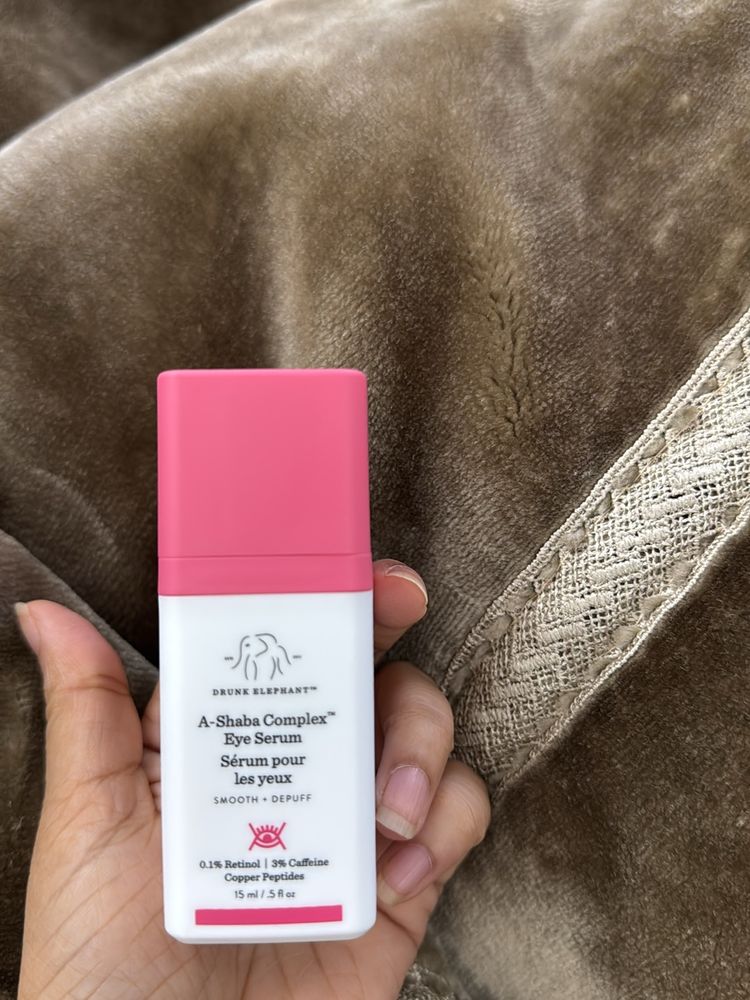 DRUNK ELEPHANT™
A-Shaba Complex™
Eye Serum
Sérum pour
les yeux
SMOOTH + DEPUFF
0.1% Retinol | 3% Caffeine
Copper Peptides
15 ml / .5 fl oz